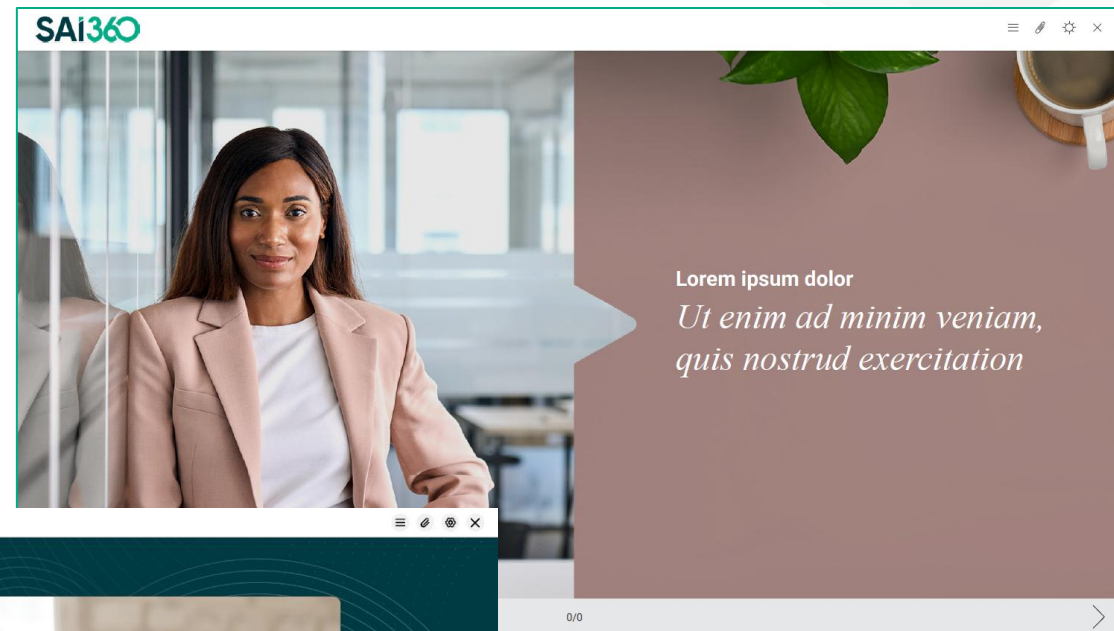 SAI360
Lorem ipsum dolor
Ut enim ad minim veniam,
quis nostrud exercitation
0/0